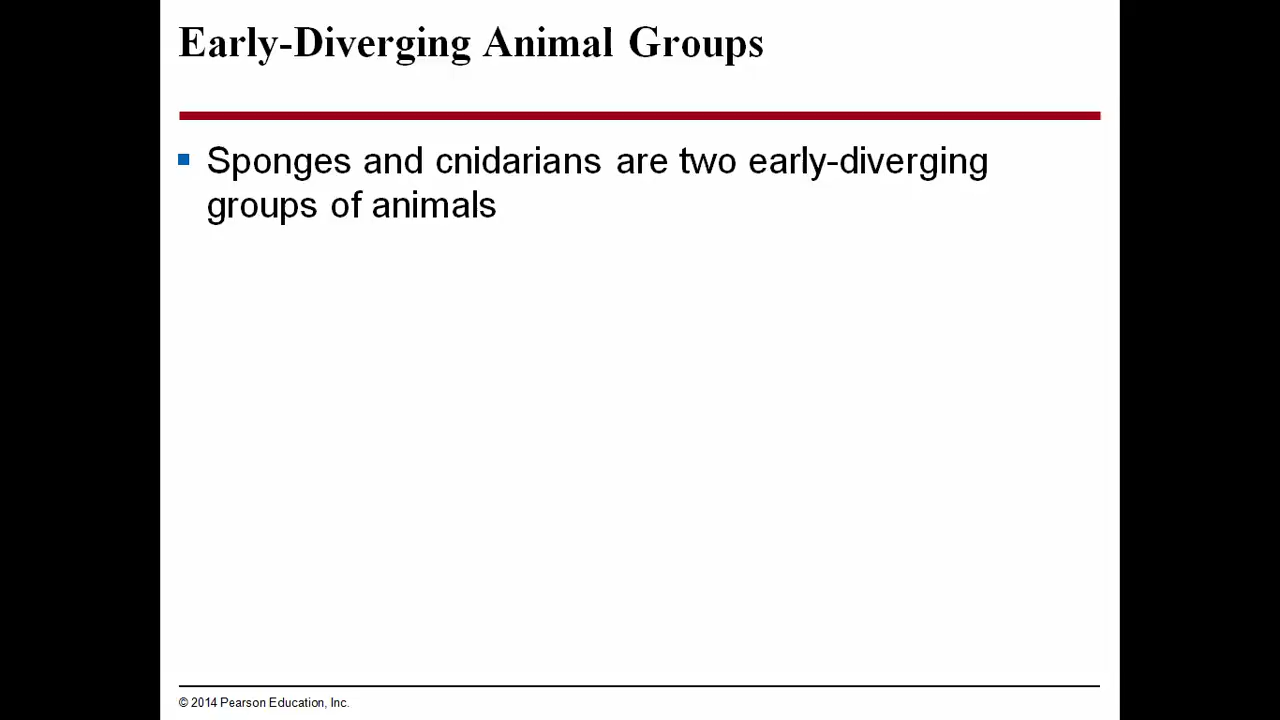 Early-Diverging Animal Groups
Sponges and cnidarians are two early-diverging
groups of animals
© 2014 Pearson Education, Inc.